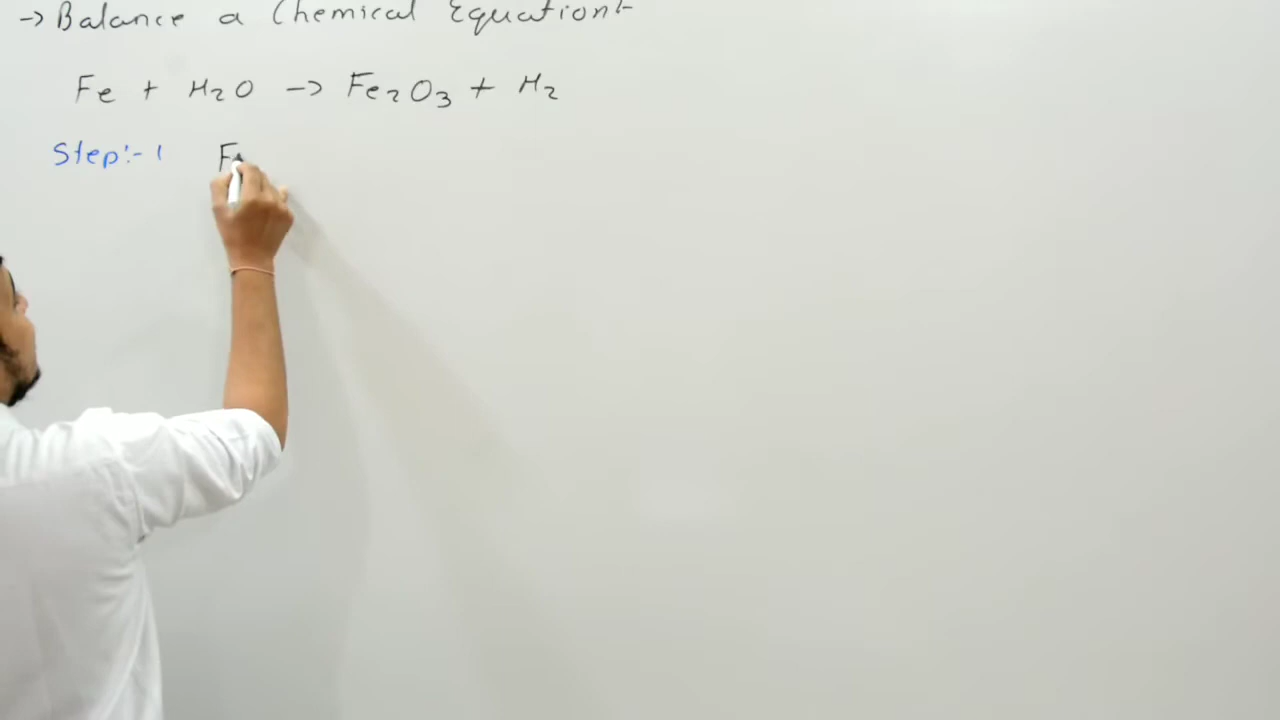 → Balance a Chemical Equation:-
Fe + H₂O → Fe₂O₃ + H₂
Step:- 1 F